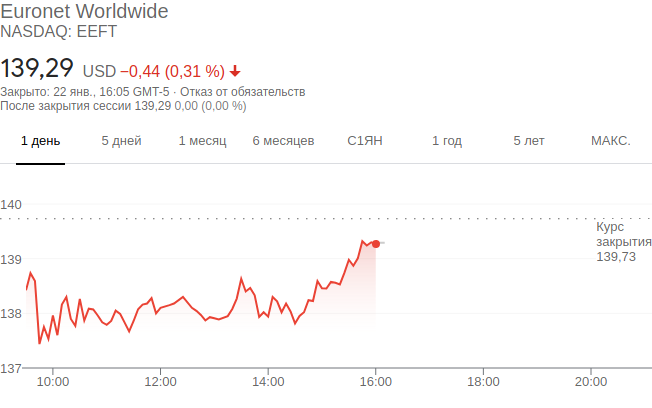 Euronet Worldwide
NASDAQ: EEFT
139,29 USD −0,44 (0,31 %)
Закрыто: 22 янв., 16:05 GMT-5 · Отказ от обязательств
После закрытия сессии 139,29 0,00 (0,00 %)
1 день 5 дней 1 месяц 6 месяцев С1ЯН 1 год 5 лет МАКС.
140
Курс
закрытия
139,73
139
138
137
10:00 12:00 14:00 16:00 18:00 20:00